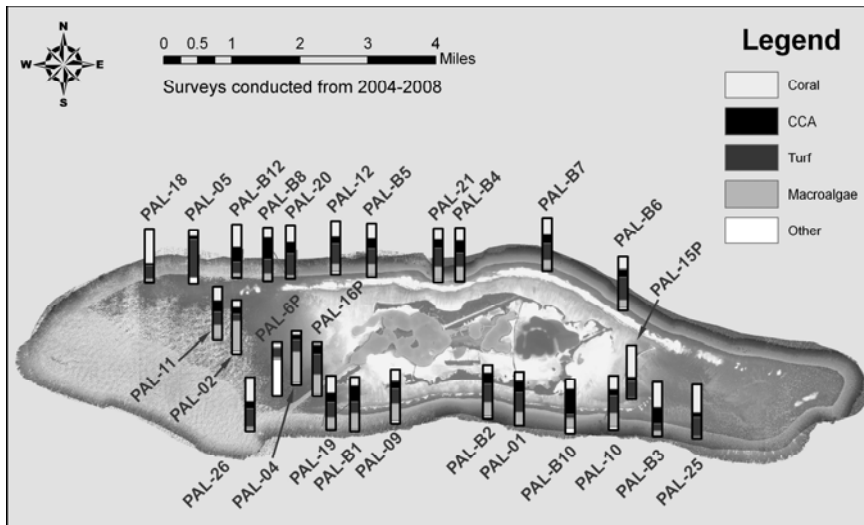 N
W E
S
0 0.5 1 2 3 4
Miles
Surveys conducted from 2004-2008
Legend
Coral
CCA
Turf
Macroalgae
Other
PAL-18
PAL-05
PAL-B12
PAL-B8
PAL-20
PAL-12
PAL-B5
PAL-21
PAL-B4
PAL-B7
PAL-B6
PAL-15P
PAL-6P
PAL-16P
PAL-11
PAL-02
PAL-26
PAL-04
PAL-19
PAL-B1
PAL-09
PAL-B2
PAL-01
PAL-B10
PAL-10
PAL-B3
PAL-25